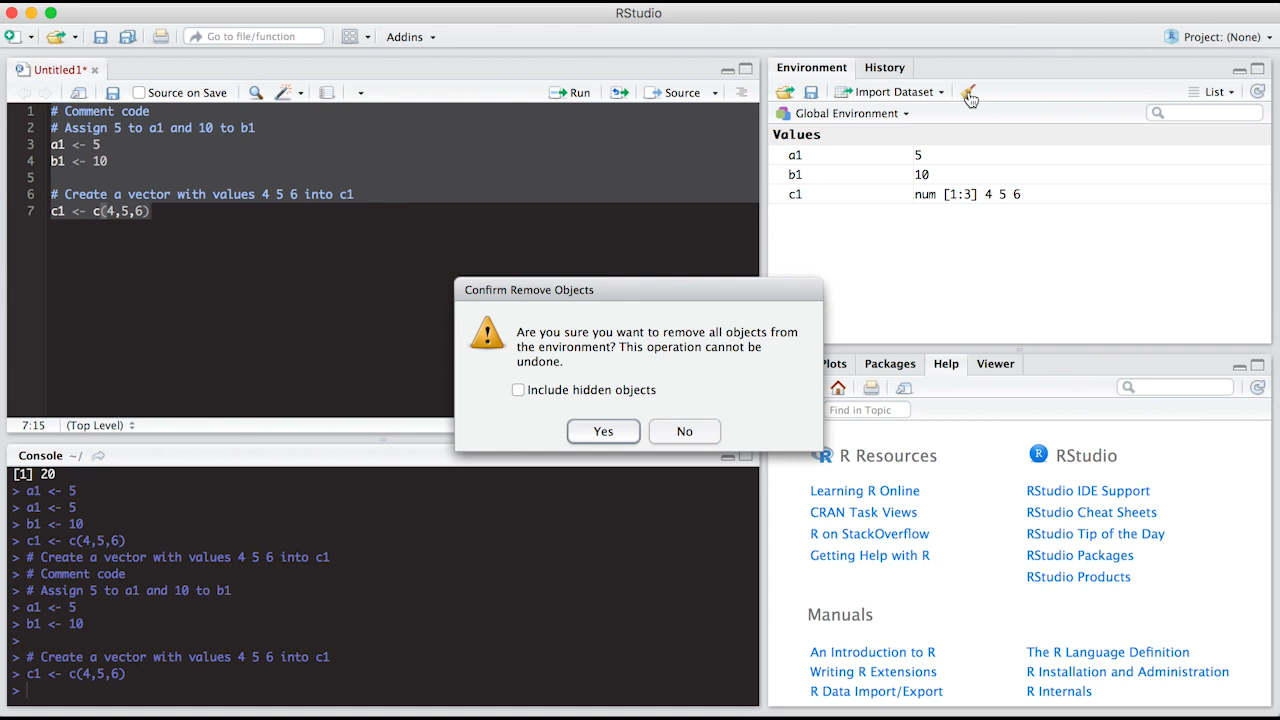 RStudio
Go to file/function
Addins
Project: (None)
Untitled1*
Source on Save
Run
Source
1 # Comment code
2 # Assign 5 to a1 and 10 to b1
3 a1 <- 5
4 b1 <- 10
5
6 # Create a vector with values 4 5 6 into c1
7 c1 <- c(4,5,6)
7:15 (Top Level)
Console ~/
[1] 20
> a1 <- 5
> a1 <- 5
> b1 <- 10
> c1 <- c(4,5,6)
> # Create a vector with values 4 5 6 into c1
> # Comment code
> # Assign 5 to a1 and 10 to b1
> a1 <- 5
> b1 <- 10
>
> # Create a vector with values 4 5 6 into c1
> c1 <- c(4,5,6)
>
Environment History
Import Dataset
List
Global Environment
Values
a1 5
b1 10
c1 num [1:3] 4 5 6
Confirm Remove Objects
Are you sure you want to remove all objects from
the environment? This operation cannot be
undone.
Include hidden objects
Yes No
Plots Packages Help Viewer
Find in Topic
R Resources
Learning R Online
CRAN Task Views
R on StackOverflow
Getting Help with R
R RStudio
RStudio IDE Support
RStudio Cheat Sheets
RStudio Tip of the Day
RStudio Packages
RStudio Products
Manuals
An Introduction to R
Writing R Extensions
R Data Import/Export
The R Language Definition
R Installation and Administration
R Internals